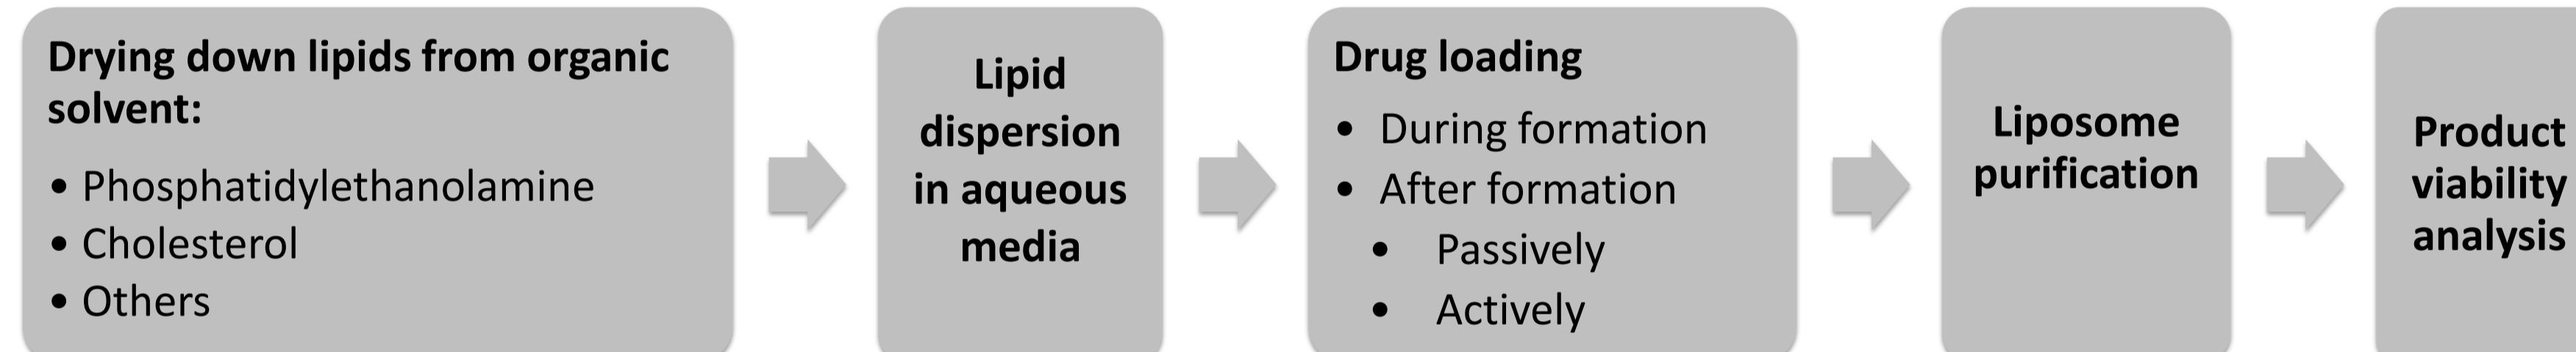 Drying down lipids from organic
solvent:
• Phosphatidylethanolamine
• Cholesterol
• Others
Lipid
dispersion
in aqueous
media
Drug loading
• During formation
• After formation
• Passively
• Actively
Liposome
purification
Product
viability
analysis